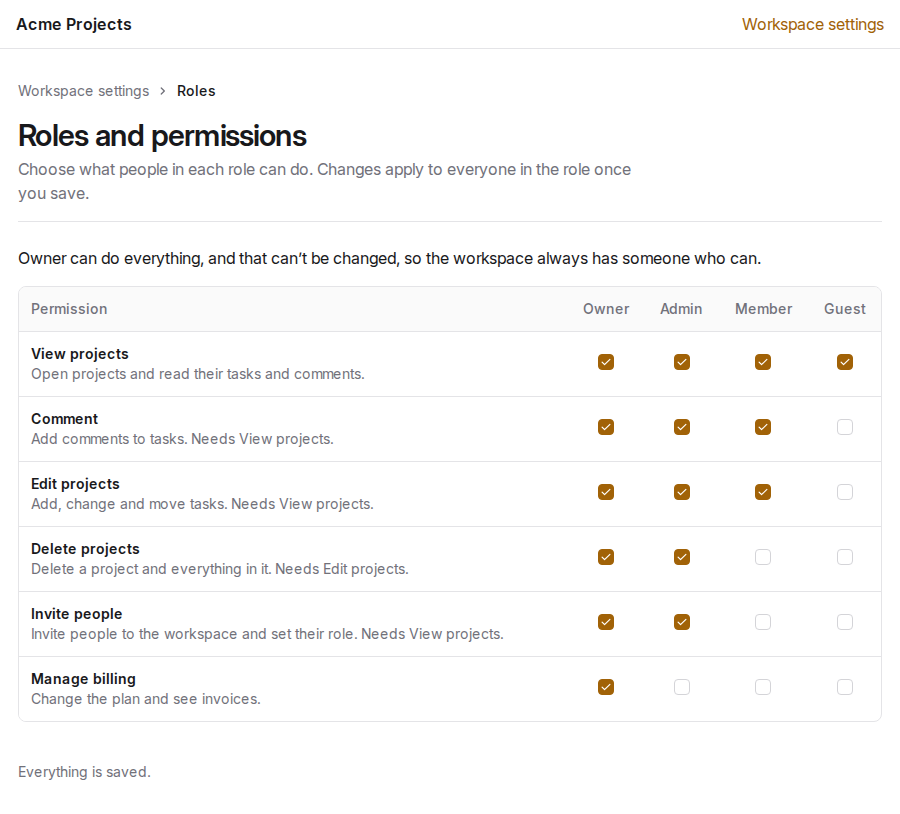 Acme Projects
Workspace settings
Workspace settings > Roles
Roles and permissions
Choose what people in each role can do. Changes apply to everyone in the role once
you save.
Owner can do everything, and that can’t be changed, so the workspace always has someone who can.
Permission Owner Admin Member Guest
View projects
Open projects and read their tasks and comments.
Comment
Add comments to tasks. Needs View projects.
Edit projects
Add, change and move tasks. Needs View projects.
Delete projects
Delete a project and everything in it. Needs Edit projects.
Invite people
Invite people to the workspace and set their role. Needs View projects.
Manage billing
Change the plan and see invoices.
Everything is saved.